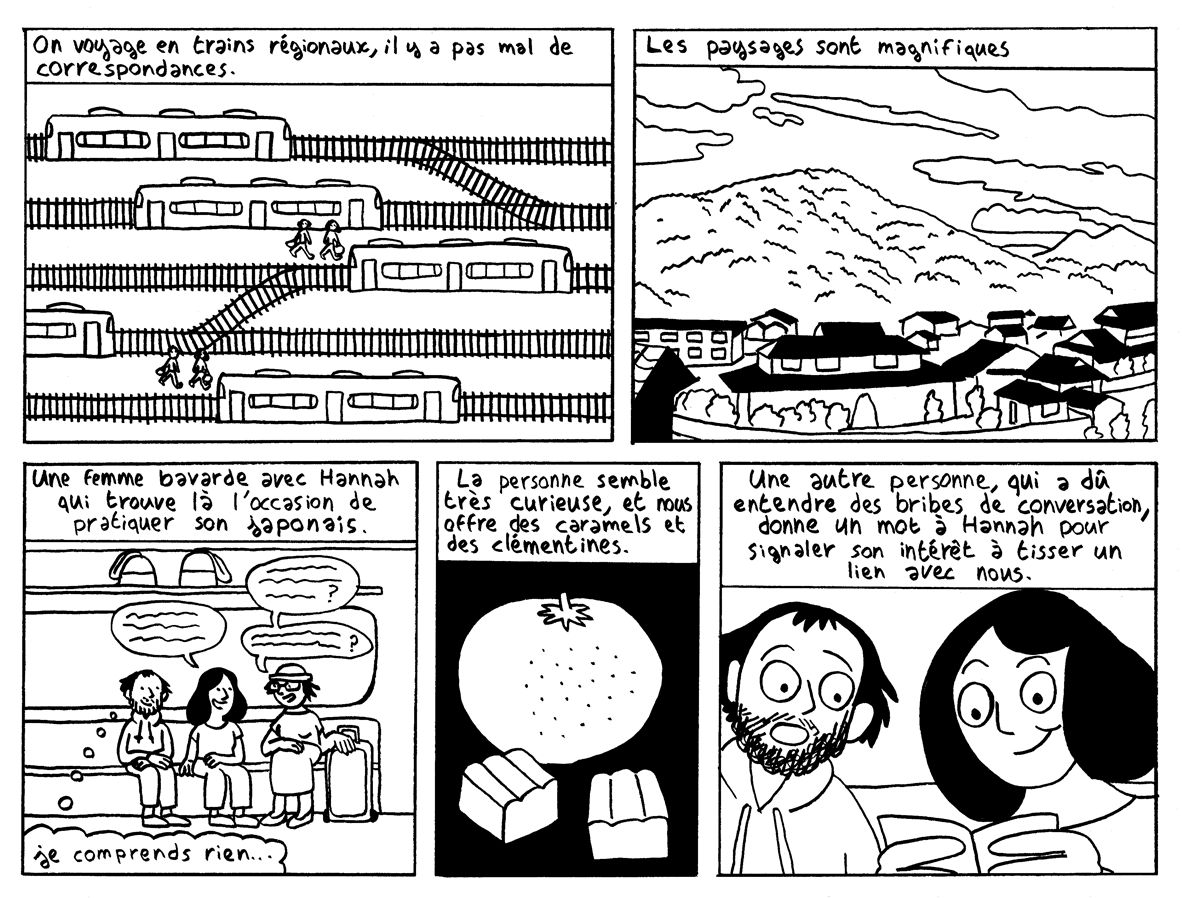 On voyage en trains régionaux, il y a pas mal de
correspondances.
Les paysages sont magnifiques
Une femme bavarde avec Hannah
qui trouve là l'occasion de
pratiquer son japonais.
?
?
je comprends rien...
La personne semble
très curieuse, et nous
offre des caramels et
des clémentines.
Une autre personne, qui a dû
entendre des bribes de conversation,
donne un mot à Hannah pour
signaler son intérêt à tisser un
lien avec nous.